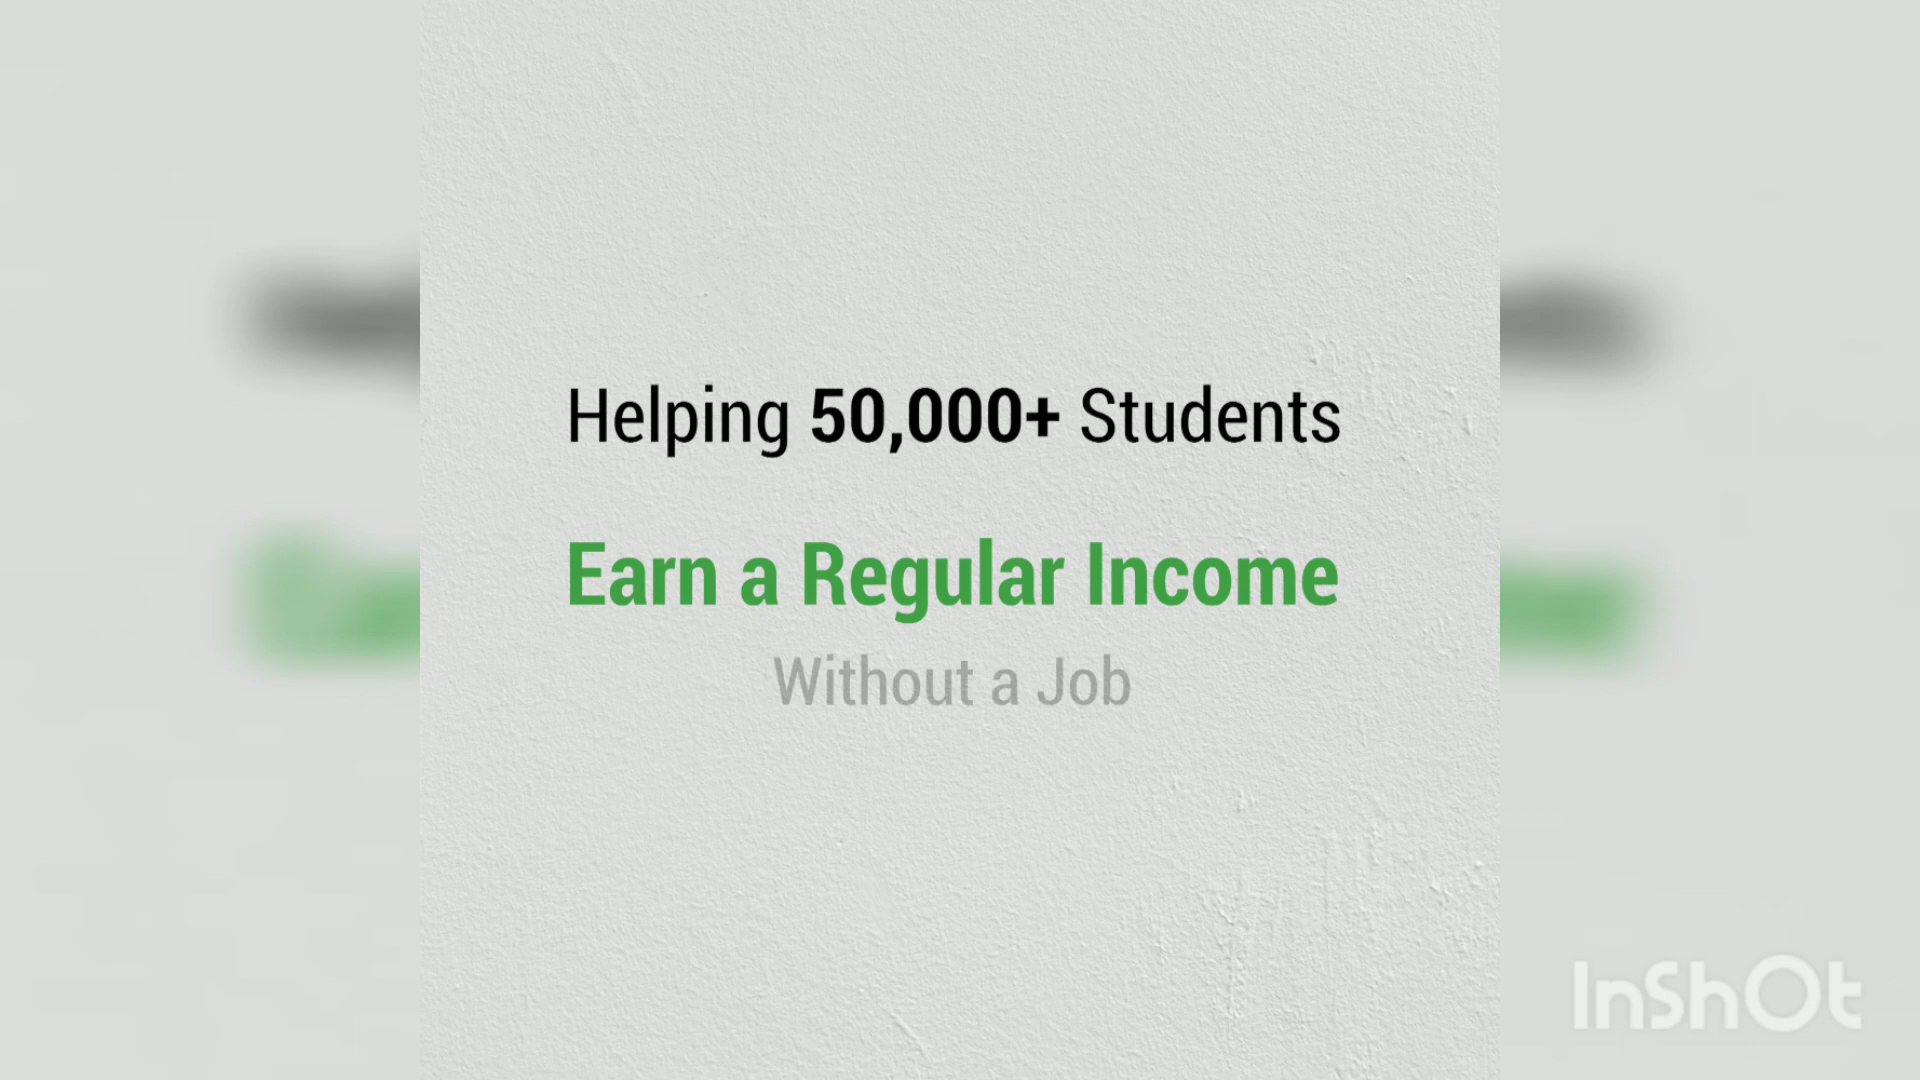 Helping 50,000+ Students
Earn a Regular Income
Without a Job
InShOt